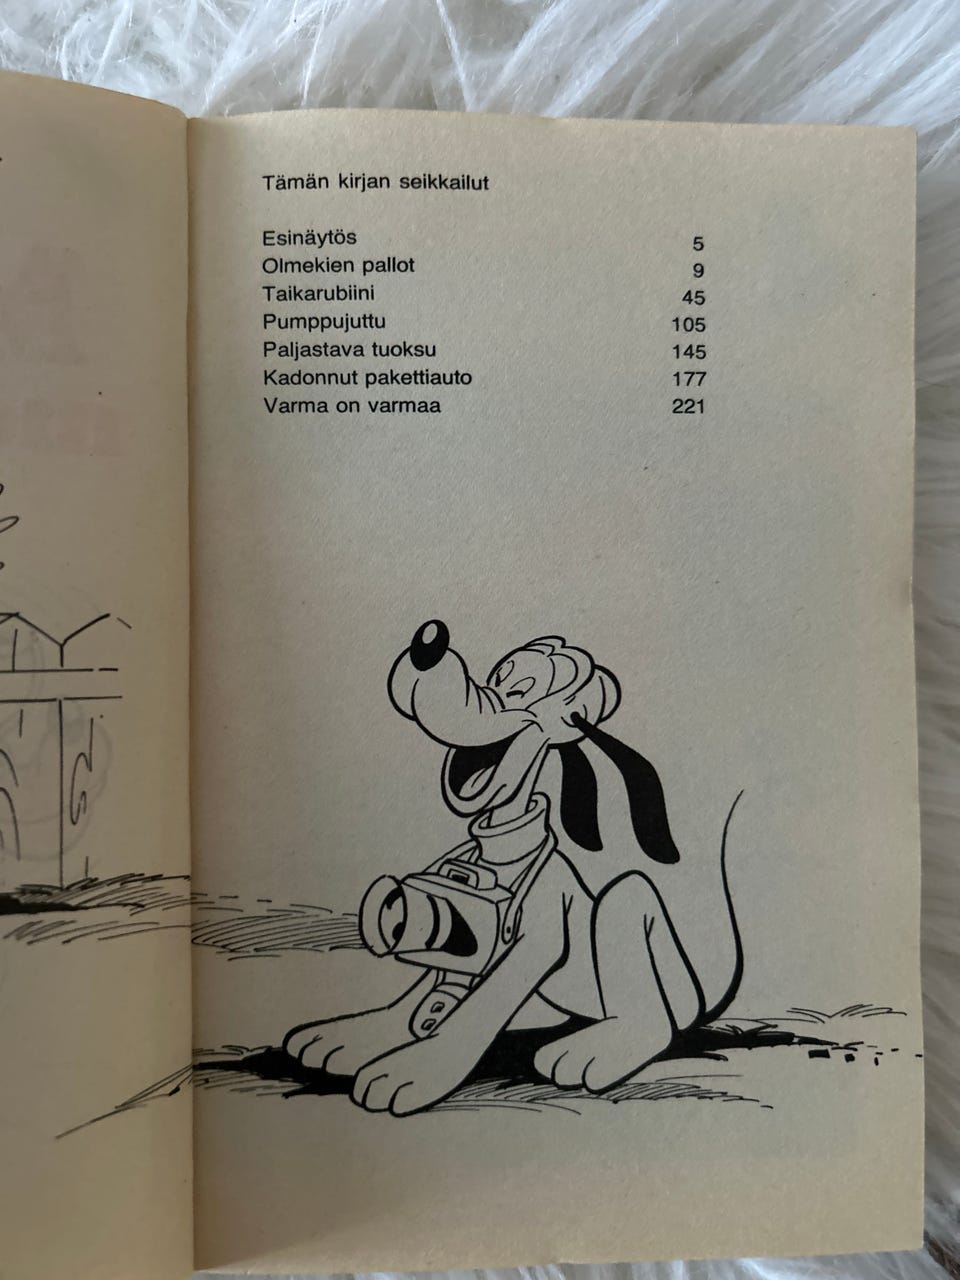 Tämän kirjan seikkailut
Esinäytös 5
Olmekien pallot 9
Taikarubiini 45
Pumppujuttu 105
Paljastava tuoksu 145
Kadonnut pakettiauto 177
Varma on varmaa 221